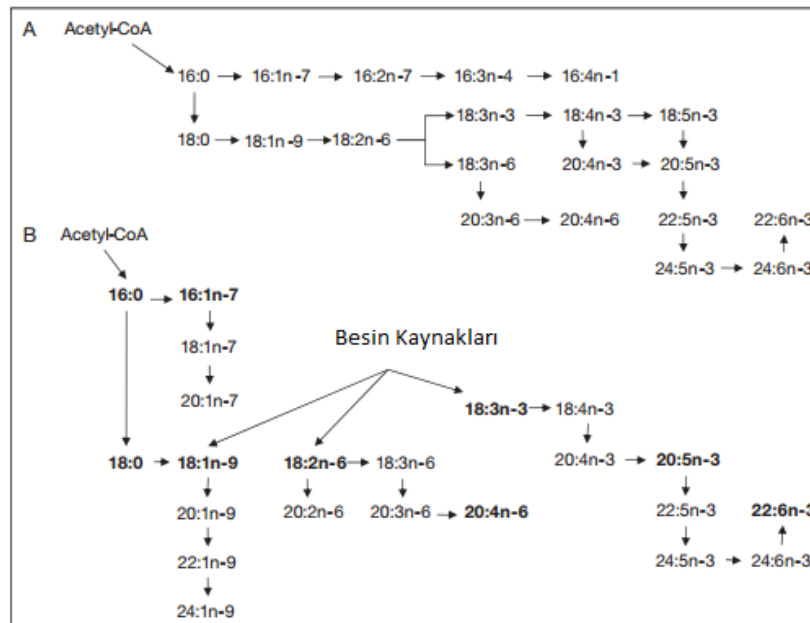 A Acetyl-CoA
16:0 16:1n-7 16:2n-7 16:3n-4 16:4n-1
18:3n-3 18:4n-3 18:5n-3
18:0 18:1n-9 18:2n-6
18:3n-6 20:4n-3 20:5n-3
20:3n-6 20:4n-6 22:5n-3 22:6n-3
B Acetyl-CoA
24:5n-3 24:6n-3
16:0 16:1n-7
Besin Kaynakları
18:1n-7
20:1n-7
18:3n-3 18:4n-3
18:0 18:1n-9 18:2n-6 18:3n-6 20:4n-3 20:5n-3
20:1n-9 20:2n-6 20:3n-6 20:4n-6 22:5n-3 22:6n-3
22:1n-9 24:5n-3 24:6n-3
24:1n-9